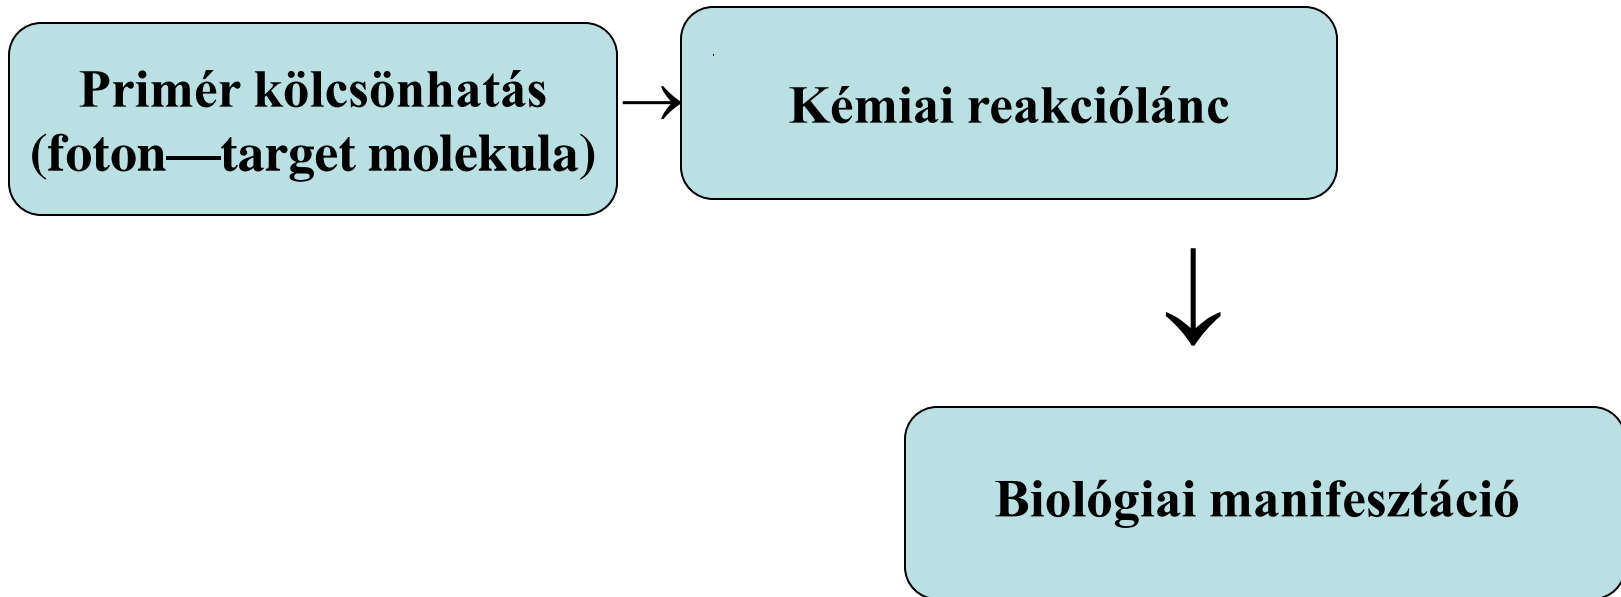 Primér kölcsönhatás
(foton—target molekula)
Kémiai reakciólánc
Biológiai manifesztáció